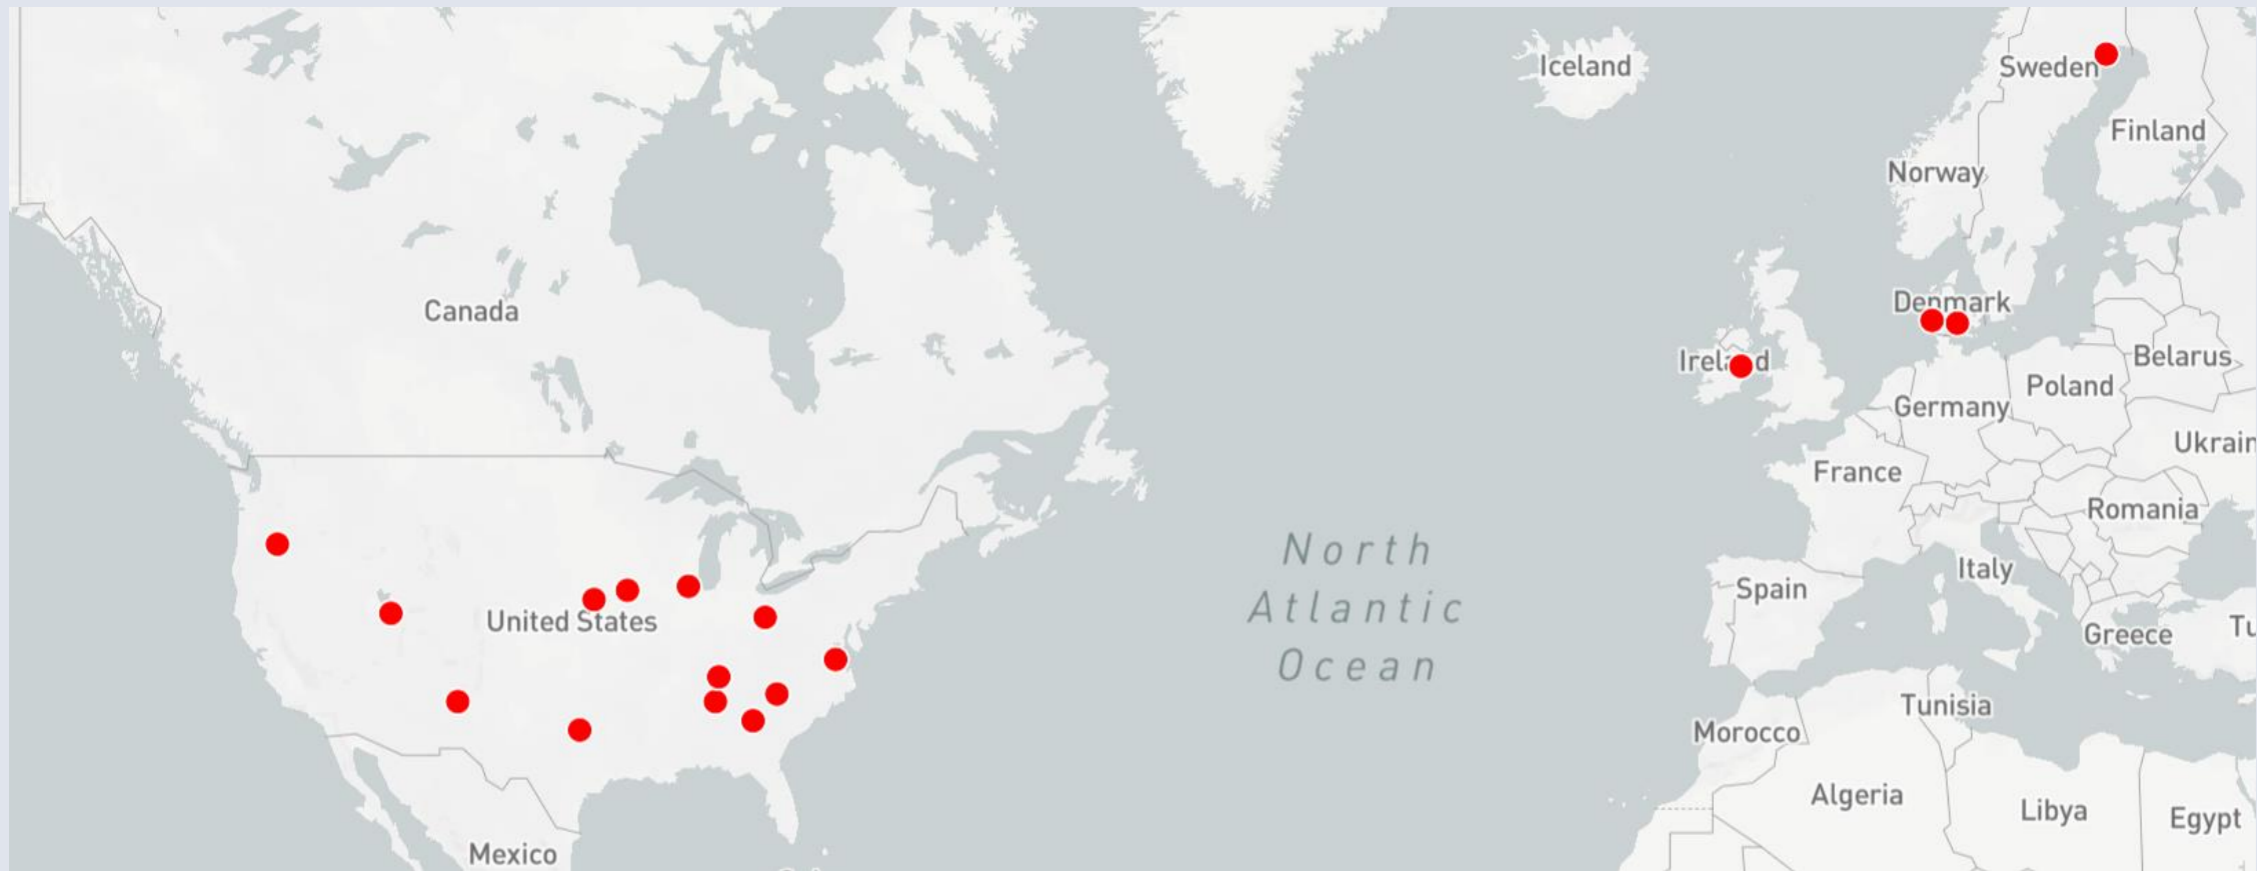 Iceland
Sweden
Finland
Norway
Canada
Denmark
Belarus
Poland
Germany
Ukrain
France
Romania
North
Atlantic
Ocean
Italy
Spain
United States
Greece
Tu
Tunisia
Morocco
Algeria
Libya
Egypt
Mexico